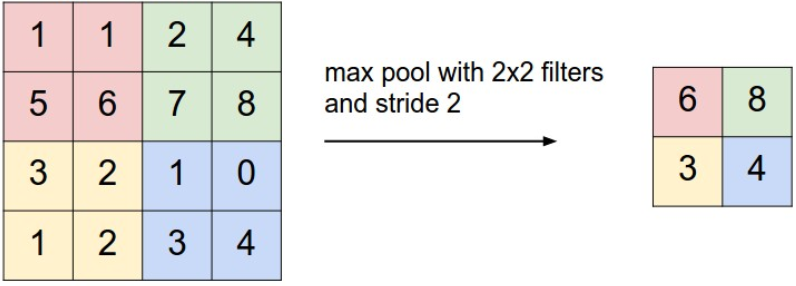 1 1 2 4
5 6 7 8
3 2 1 0
1 2 3 4
max pool with 2x2 filters
and stride 2
6 8
3 4